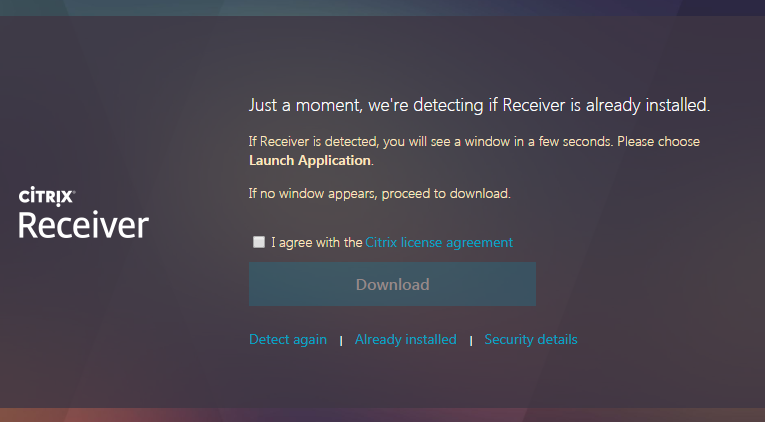 Just a moment, we're detecting if Receiver is already installed.
If Receiver is detected, you will see a window in a few seconds. Please choose
Launch Application.
If no window appears, proceed to download.
CİTRIX®
Receiver
I agree with the Citrix license agreement
Download
Detect again | Already installed | Security details